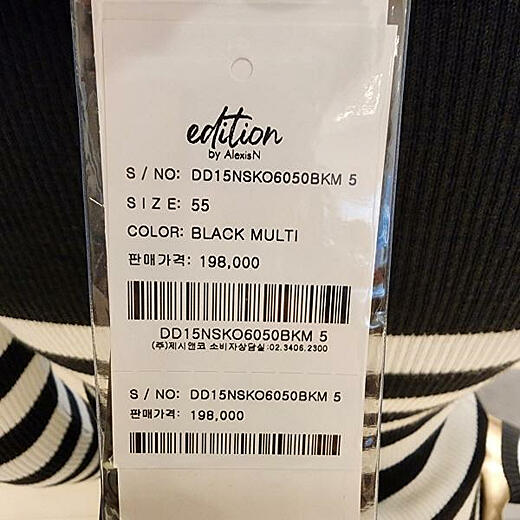 edition
by AlexisN
S / NO: DD15NSKO6050BKM 5
SIZE: 55
COLOR: BLACK MULTI
판매가격: 198,000
DD15NSKO6050BKM 5
(주)제시앤코 소비자상담실:02.3406.2300
S / NO: DD15NSKO6050BKM 5
판매가격: 198,000